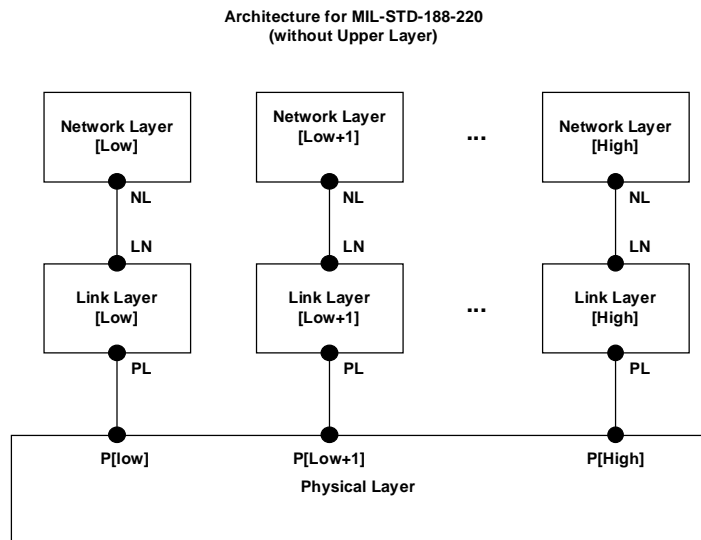 Architecture for MIL-STD-188-220
(without Upper Layer)
Network Layer
[Low]
Network Layer
[Low+1]
...
Network Layer
[High]
NL
NL
NL
LN
LN
LN
Link Layer
[Low]
Link Layer
[Low+1]
...
Link Layer
[High]
PL
PL
PL
P[low]
P[Low+1]
P[High]
Physical Layer